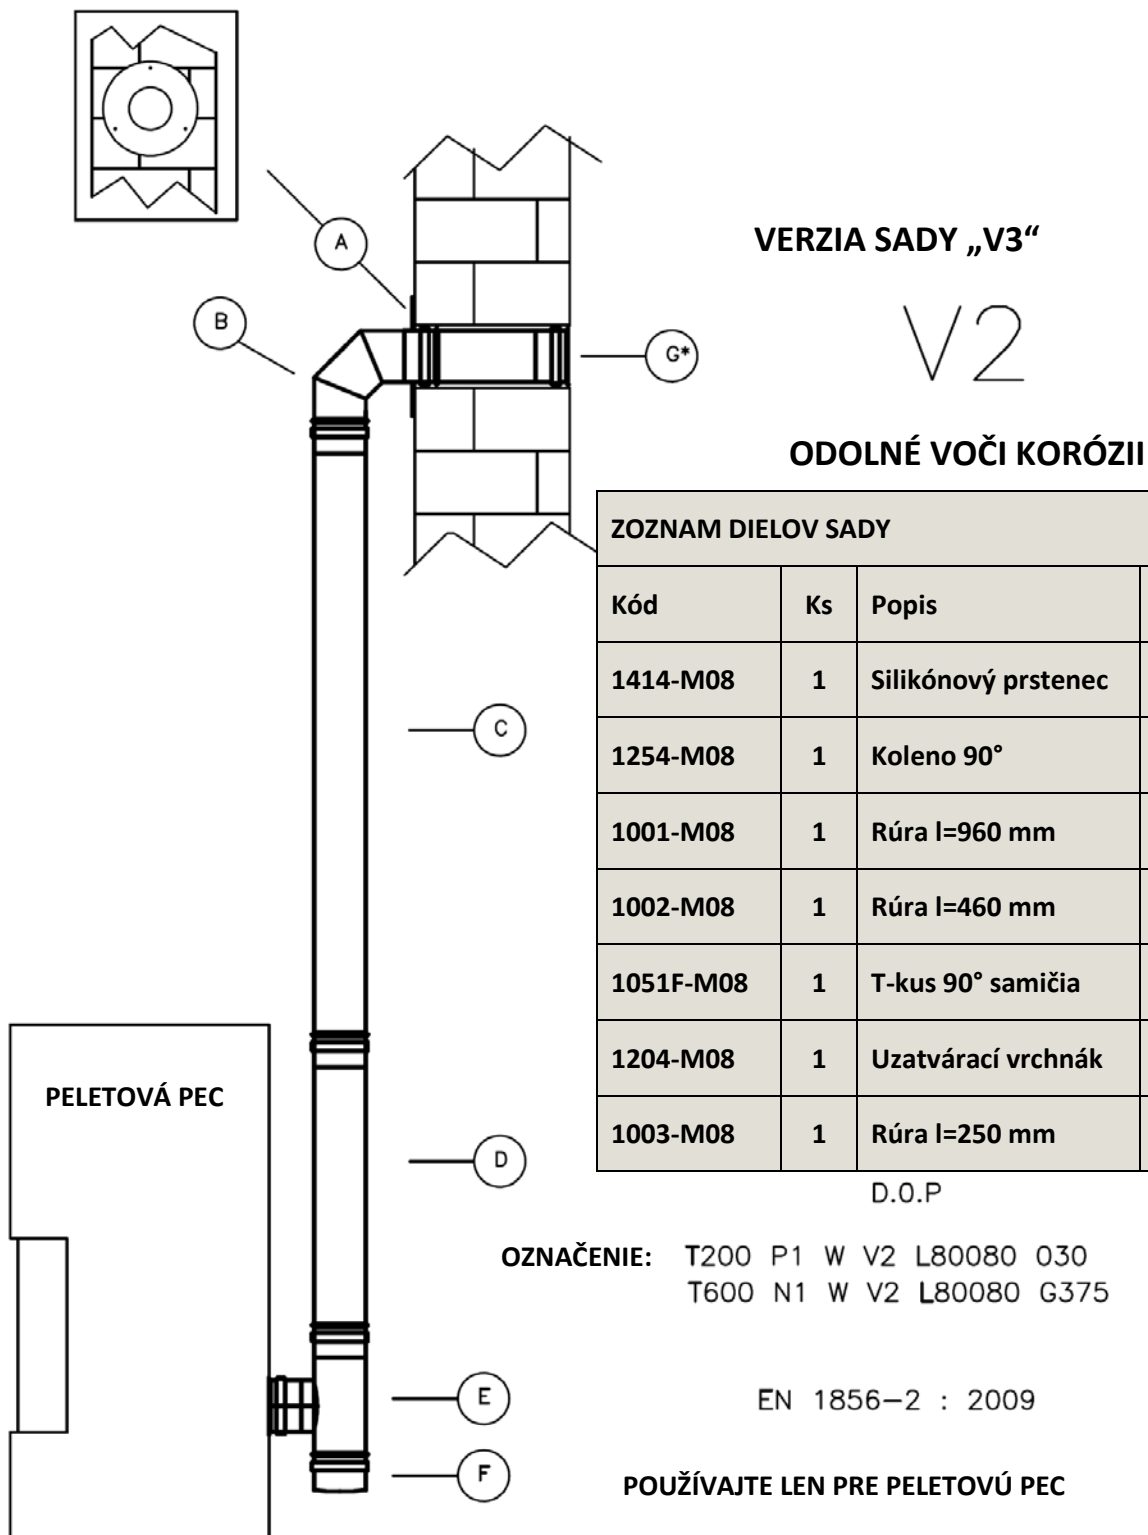 A
B
G*
VERZIA SADY „V3“
V2
ODOLNÉ VOČI KORÓZII
ZOZNAM DIELOV SADY
Kód Ks Popis
1414-M08 1 Silikónový prstenec
1254-M08 1 Koleno 90°
1001-M08 1 Rúra l=960 mm
1002-M08 1 Rúra l=460 mm
1051F-M08 1 T-kus 90° samičia
1204-M08 1 Uzatvárací vrchnák
1003-M08 1 Rúra l=250 mm
C
PELETOVÁ PEC
D
D.O.P
OZNAČENIE: T200 P1 W V2 L80080 O30
T600 N1 W V2 L80080 G375
E
EN 1856-2 : 2009
F
POUŽÍVAJTE LEN PRE PELETOVÚ PEC